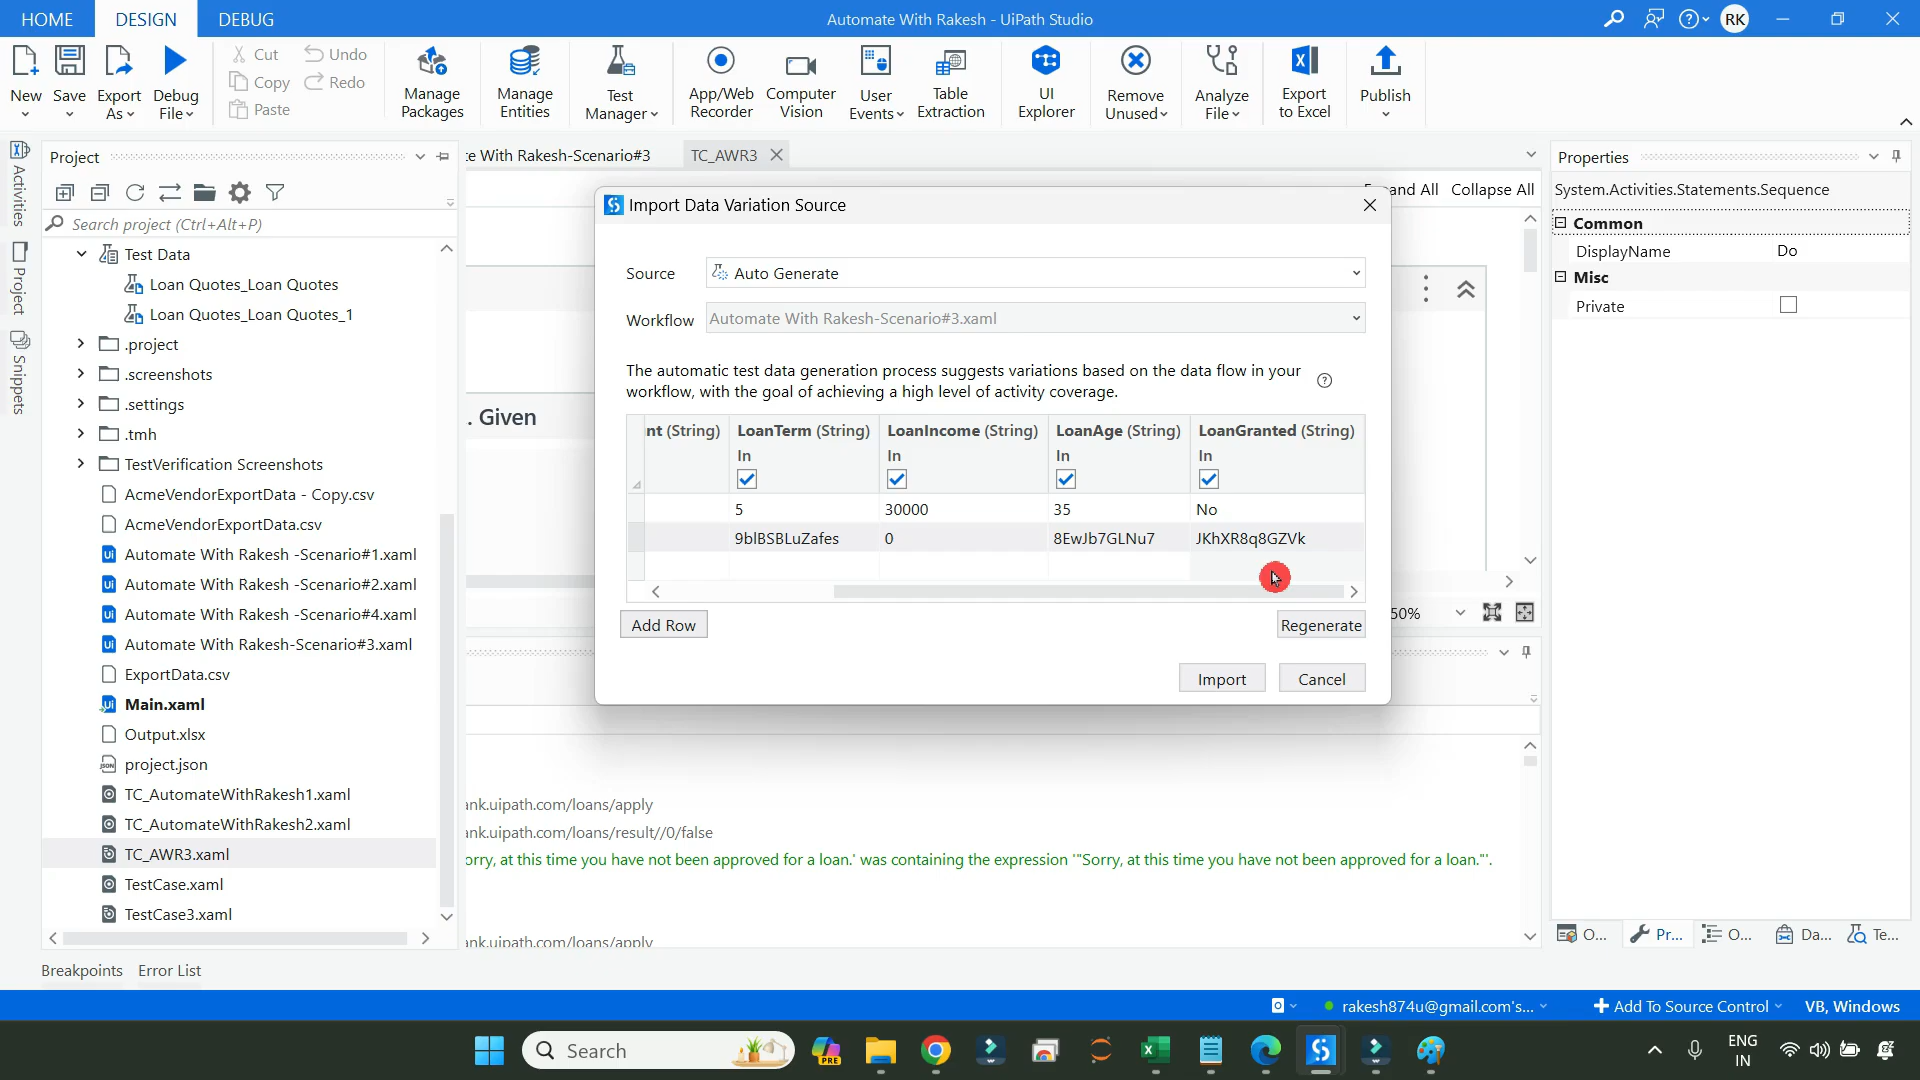 HOME DESIGN DEBUG Automate With Rakesh - UiPath Studio RK
New Save Export As Debug File Cut Copy Paste Undo Redo Manage Packages Manage Entities Test Manager App/Web Recorder Computer Vision User Events Table Extraction UI Explorer Remove Unused Analyze File Export to Excel Publish
Activities
Project
Snippets
Project
Search project (Ctrl+Alt+P)
Test Data
Loan Quotes_Loan Quotes
Loan Quotes_Loan Quotes_1
.project
.screenshots
.settings
.tmh
TestVerification Screenshots
AcmeVendorExportData - Copy.csv
AcmeVendorExportData.csv
Automate With Rakesh -Scenario#1.xaml
Automate With Rakesh -Scenario#2.xaml
Automate With Rakesh -Scenario#4.xaml
Automate With Rakesh-Scenario#3.xaml
ExportData.csv
Main.xaml
Output.xlsx
project.json
TC_AutomateWithRakesh1.xaml
TC_AutomateWithRakesh2.xaml
TC_AWR3.xaml
TestCase.xaml
TestCase3.xaml
Breakpoints Error List
te With Rakesh-Scenario#3 TC_AWR3
and All Collapse All
. Given
50%
Import Data Variation Source
Source Auto Generate
Workflow Automate With Rakesh-Scenario#3.xaml
The automatic test data generation process suggests variations based on the data flow in your
workflow, with the goal of achieving a high level of activity coverage.
nt (String) LoanTerm (String) LoanIncome (String) LoanAge (String) LoanGranted (String)
In In In In
5 30000 35 No
9blBSBLuZafes 0 8EwJb7GLNu7 JKhXR8q8GZVk
Add Row Regenerate
Import Cancel
ank.uipath.com/loans/apply
ank.uipath.com/loans/result//0/false
orry, at this time you have not been approved for a loan.' was containing the expression '"Sorry, at this time you have not been approved for a loan."'.
ank.uipath.com/loans/apply
Properties
System.Activities.Statements.Sequence
Common
DisplayName Do
Misc
Private
O... Pr... O... Da... Te...
rakesh874u@gmail.com's... Add To Source Control VB, Windows
Search PRE ENG
IN